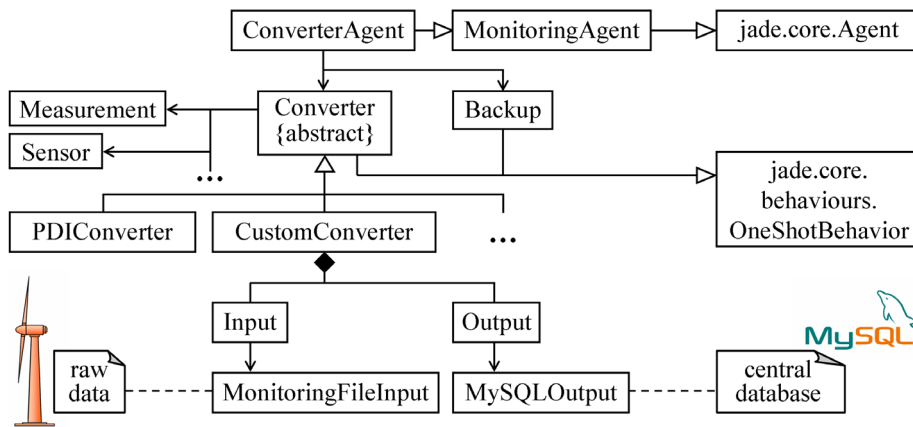 ConverterAgent
MonitoringAgent
jade.core.Agent
Measurement
Converter
{abstract}
Backup
Sensor
...
jade.core.
behaviours.
OneShotBehavior
PDIConverter
CustomConverter
...
Input
Output
MySQL
raw
data
MonitoringFileInput
MySQLOutput
central
database